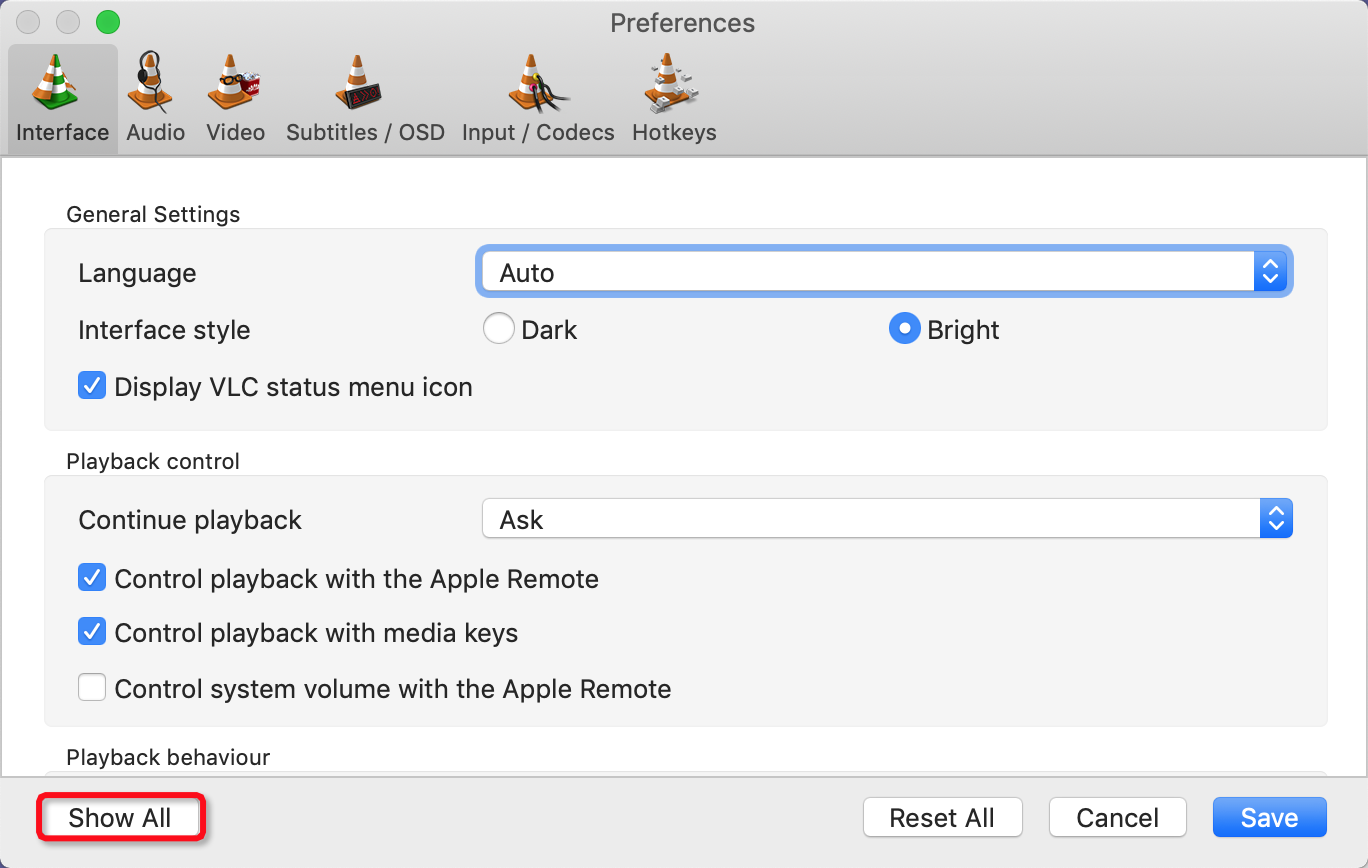 Preferences
Interface Audio Video Subtitles / OSD Input / Codecs Hotkeys
General Settings
Language Auto
Interface style Dark Bright
Display VLC status menu icon
Playback control
Continue playback Ask
Control playback with the Apple Remote
Control playback with media keys
Control system volume with the Apple Remote
Playback behaviour
Show All Reset All Cancel Save